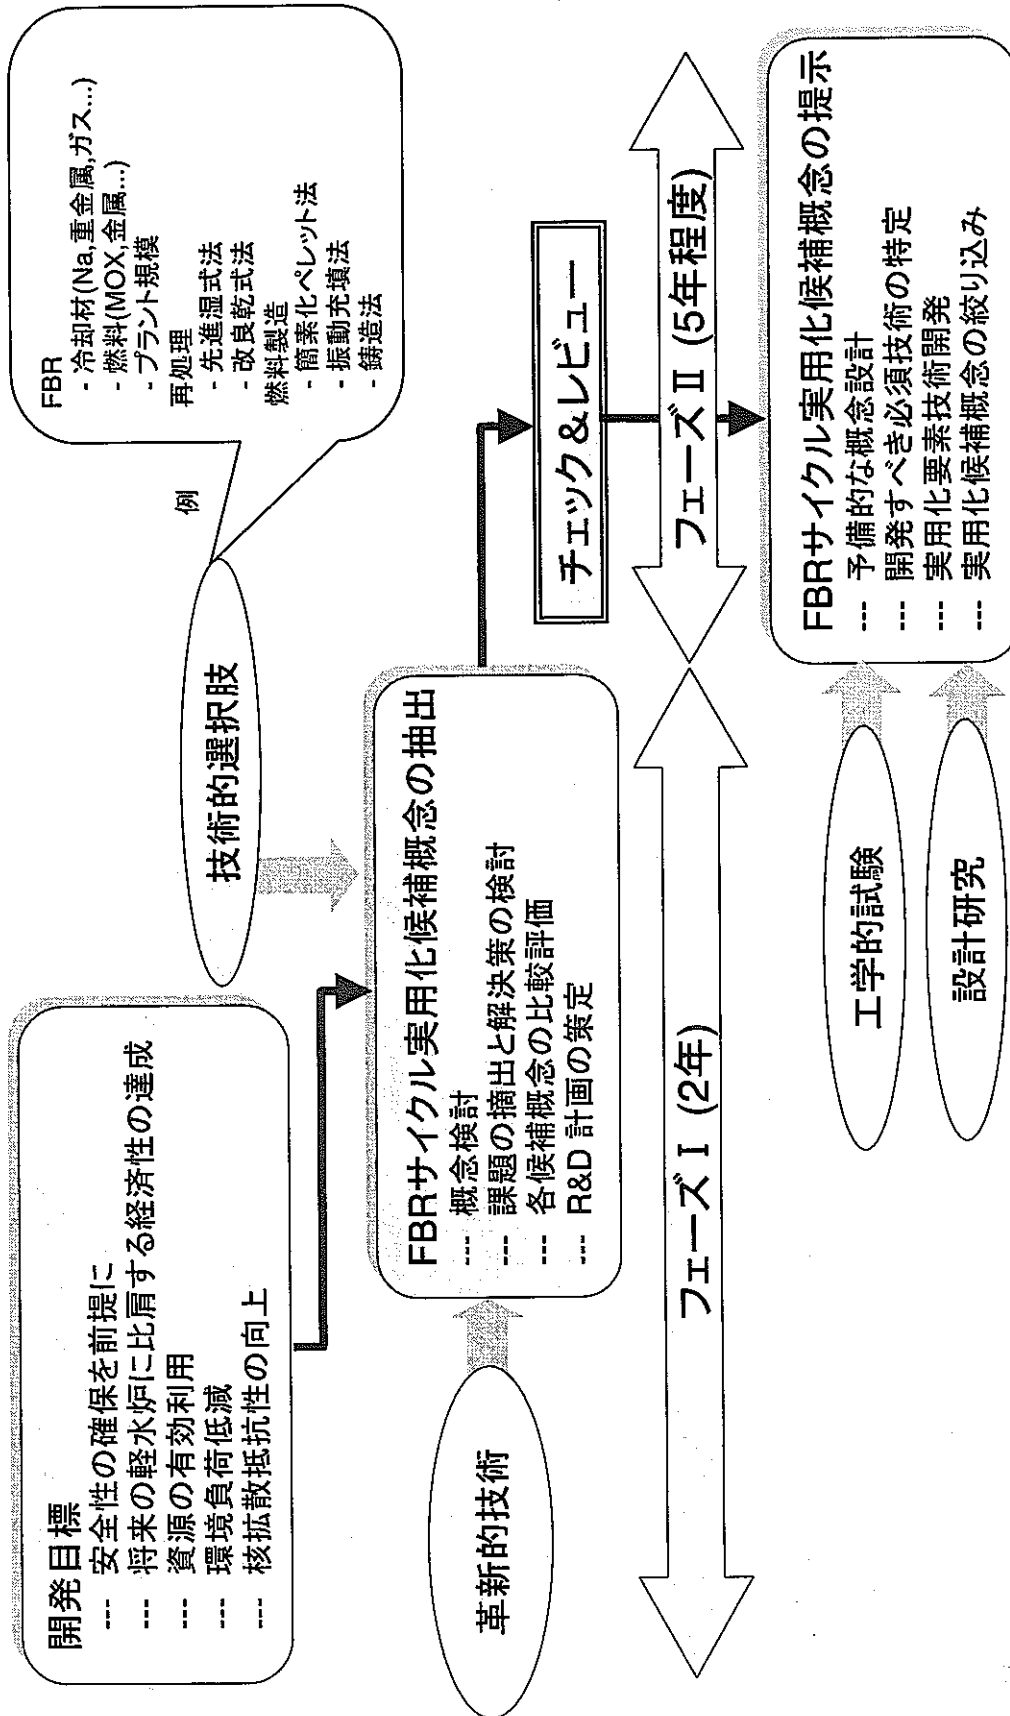 開発目標
--- 安全性の確保を前提に
--- 将来の軽水炉に比肩する経済性の達成
--- 資源の有効利用
--- 環境負荷低減
--- 核拡散抵抗性の向上
技術的選択肢
例
FBR
- 冷却材(Na,重金属,ガス...)
- 燃料(MOX,金属...)
- プラント規模
再処理
- 先進湿式法
- 改良乾式法
燃料製造
- 簡素化ペレット法
- 振動充填法
- 鋳造法
革新的技術
FBRサイクル実用化候補概念の抽出
--- 概念検討
--- 課題の摘出と解決策の検討
--- 各候補概念の比較評価
--- R&D 計画の策定
チェック&レビュー
フェーズ I (2年)
フェーズ II (5年程度)
工学的試験
設計研究
FBRサイクル実用化候補概念の提示
--- 予備的な概念設計
--- 開発すべき必須技術の特定
--- 実用化要素技術開発
--- 実用化候補概念の絞り込み